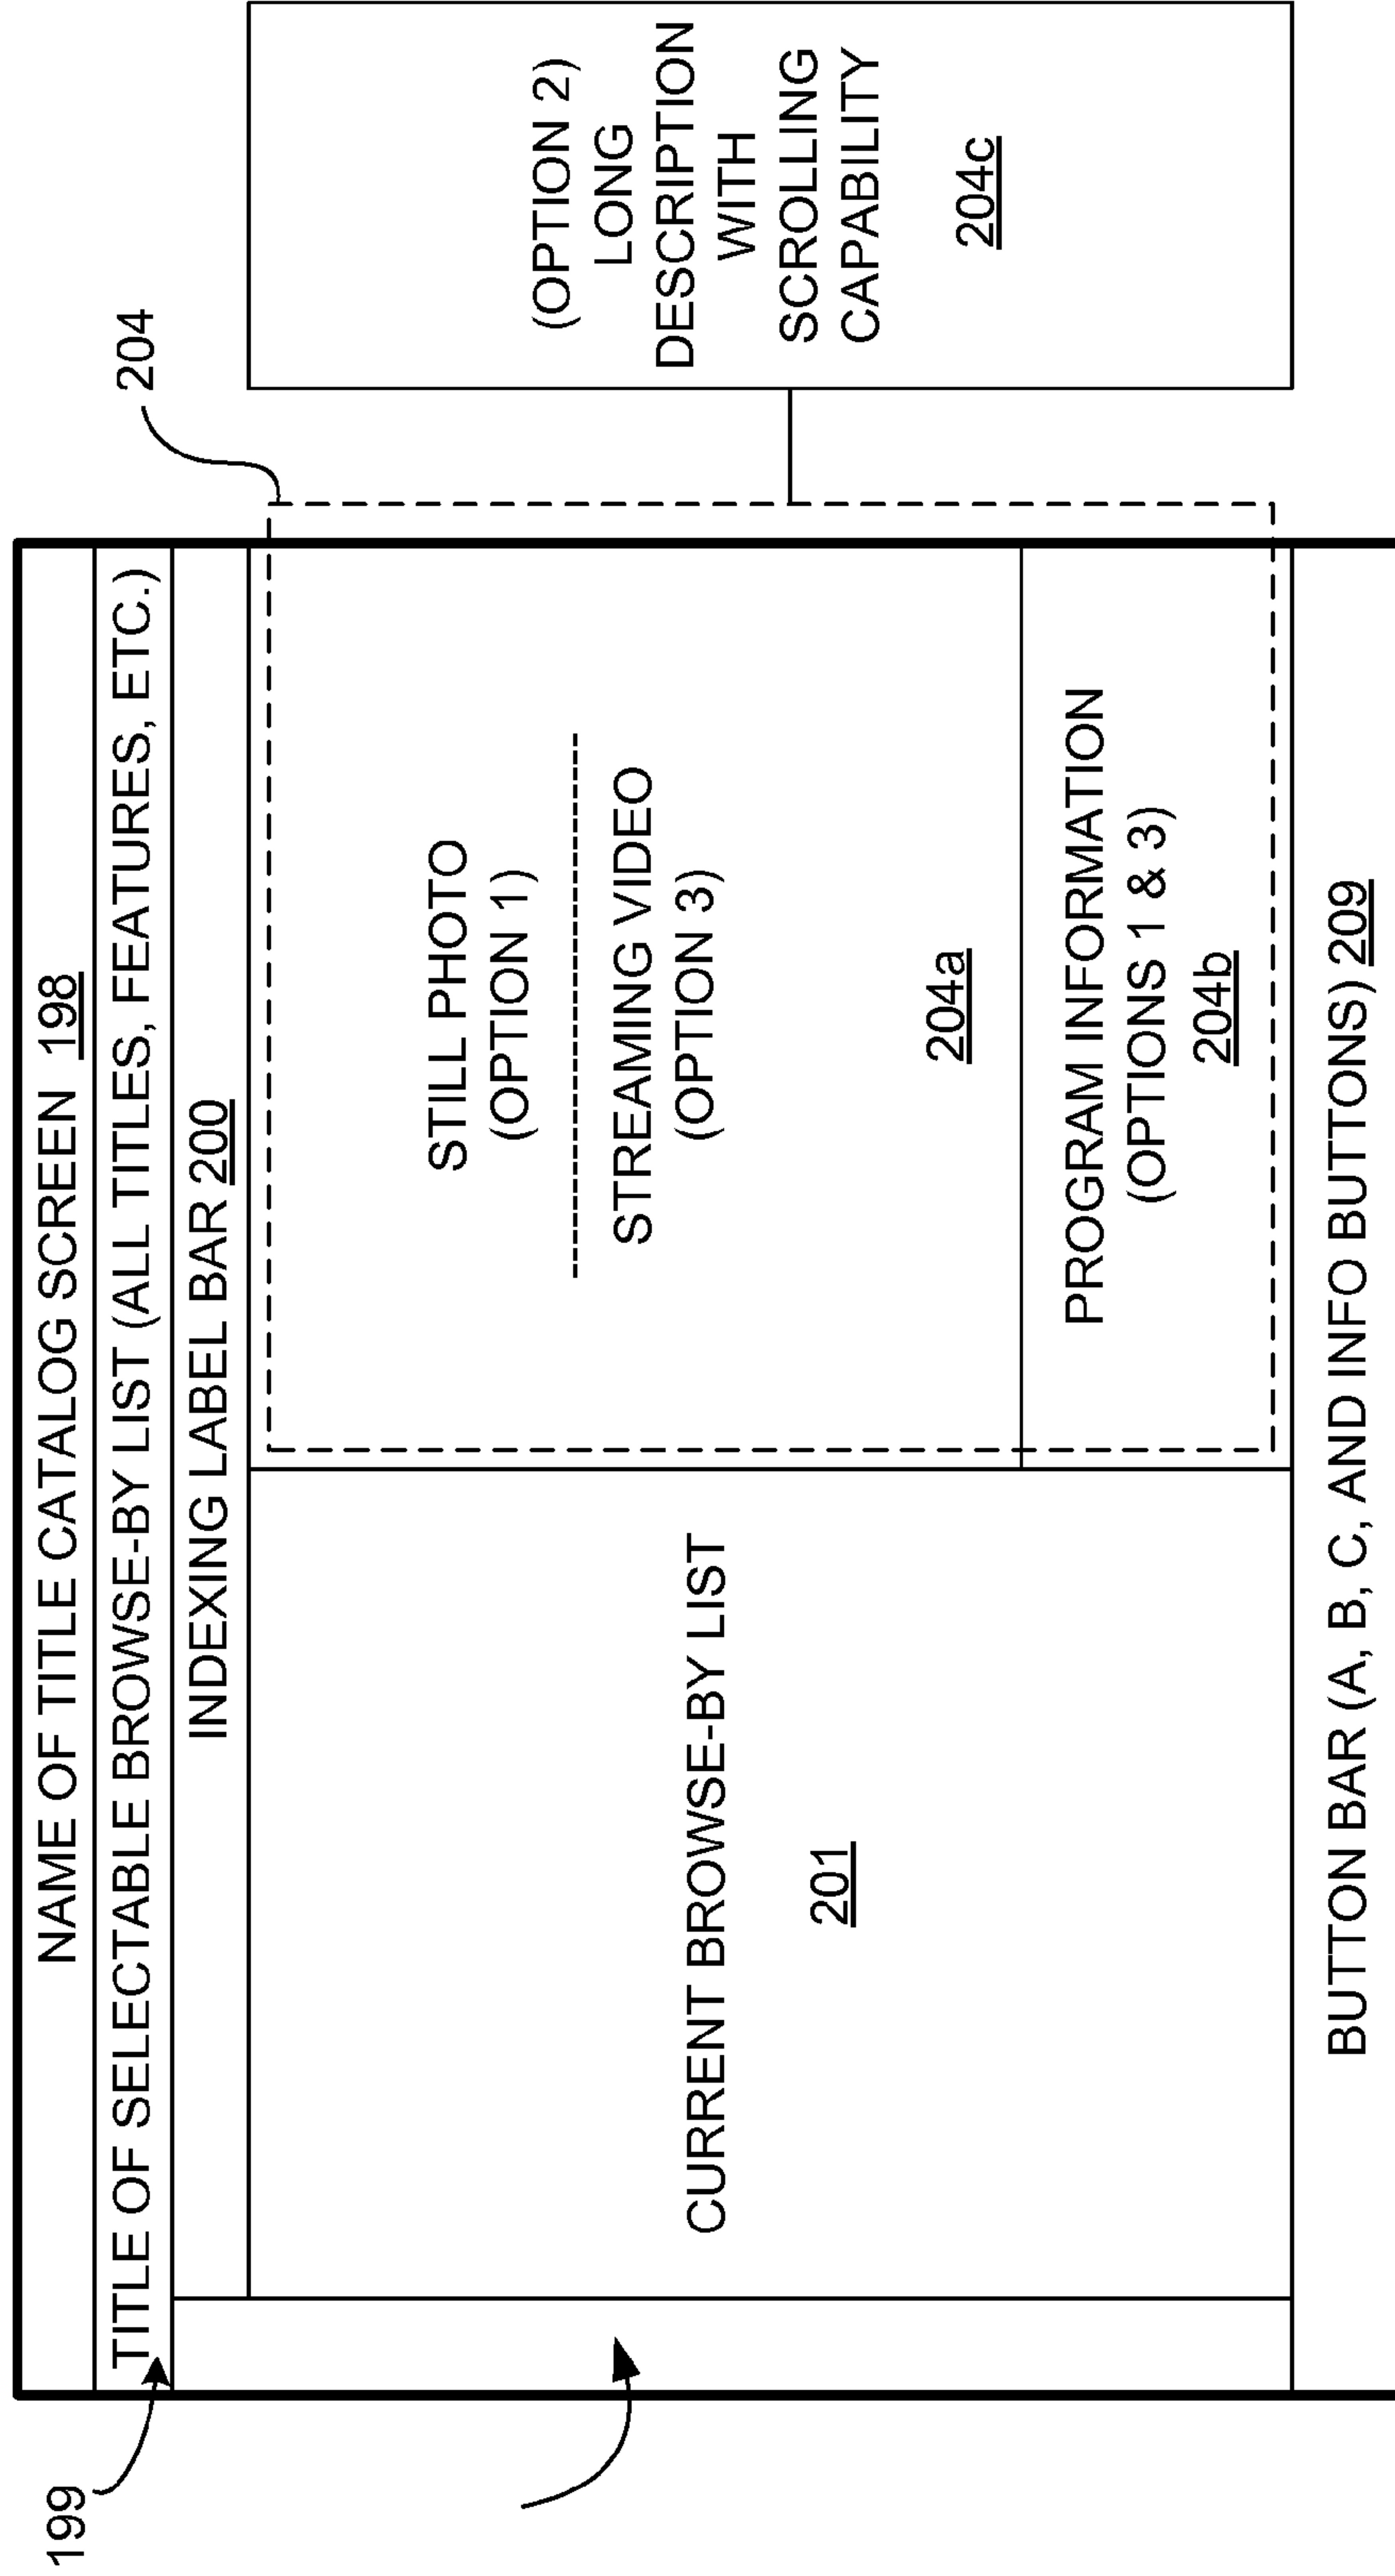 NAME OF TITLE CATALOG SCREEN 198
199
TITLE OF SELECTABLE BROWSE-BY LIST (ALL TITLES, FEATURES, ETC.)
204
INDEXING LABEL BAR 200
CURRENT BROWSE-BY LIST
201
STILL PHOTO
(OPTION 1)
STREAMING VIDEO
(OPTION 3)
204a
PROGRAM INFORMATION
(OPTIONS 1 & 3)
204b
(OPTION 2)
LONG
DESCRIPTION
WITH
SCROLLING
CAPABILITY
204c
BUTTON BAR (A, B, C, AND INFO BUTTONS) 209